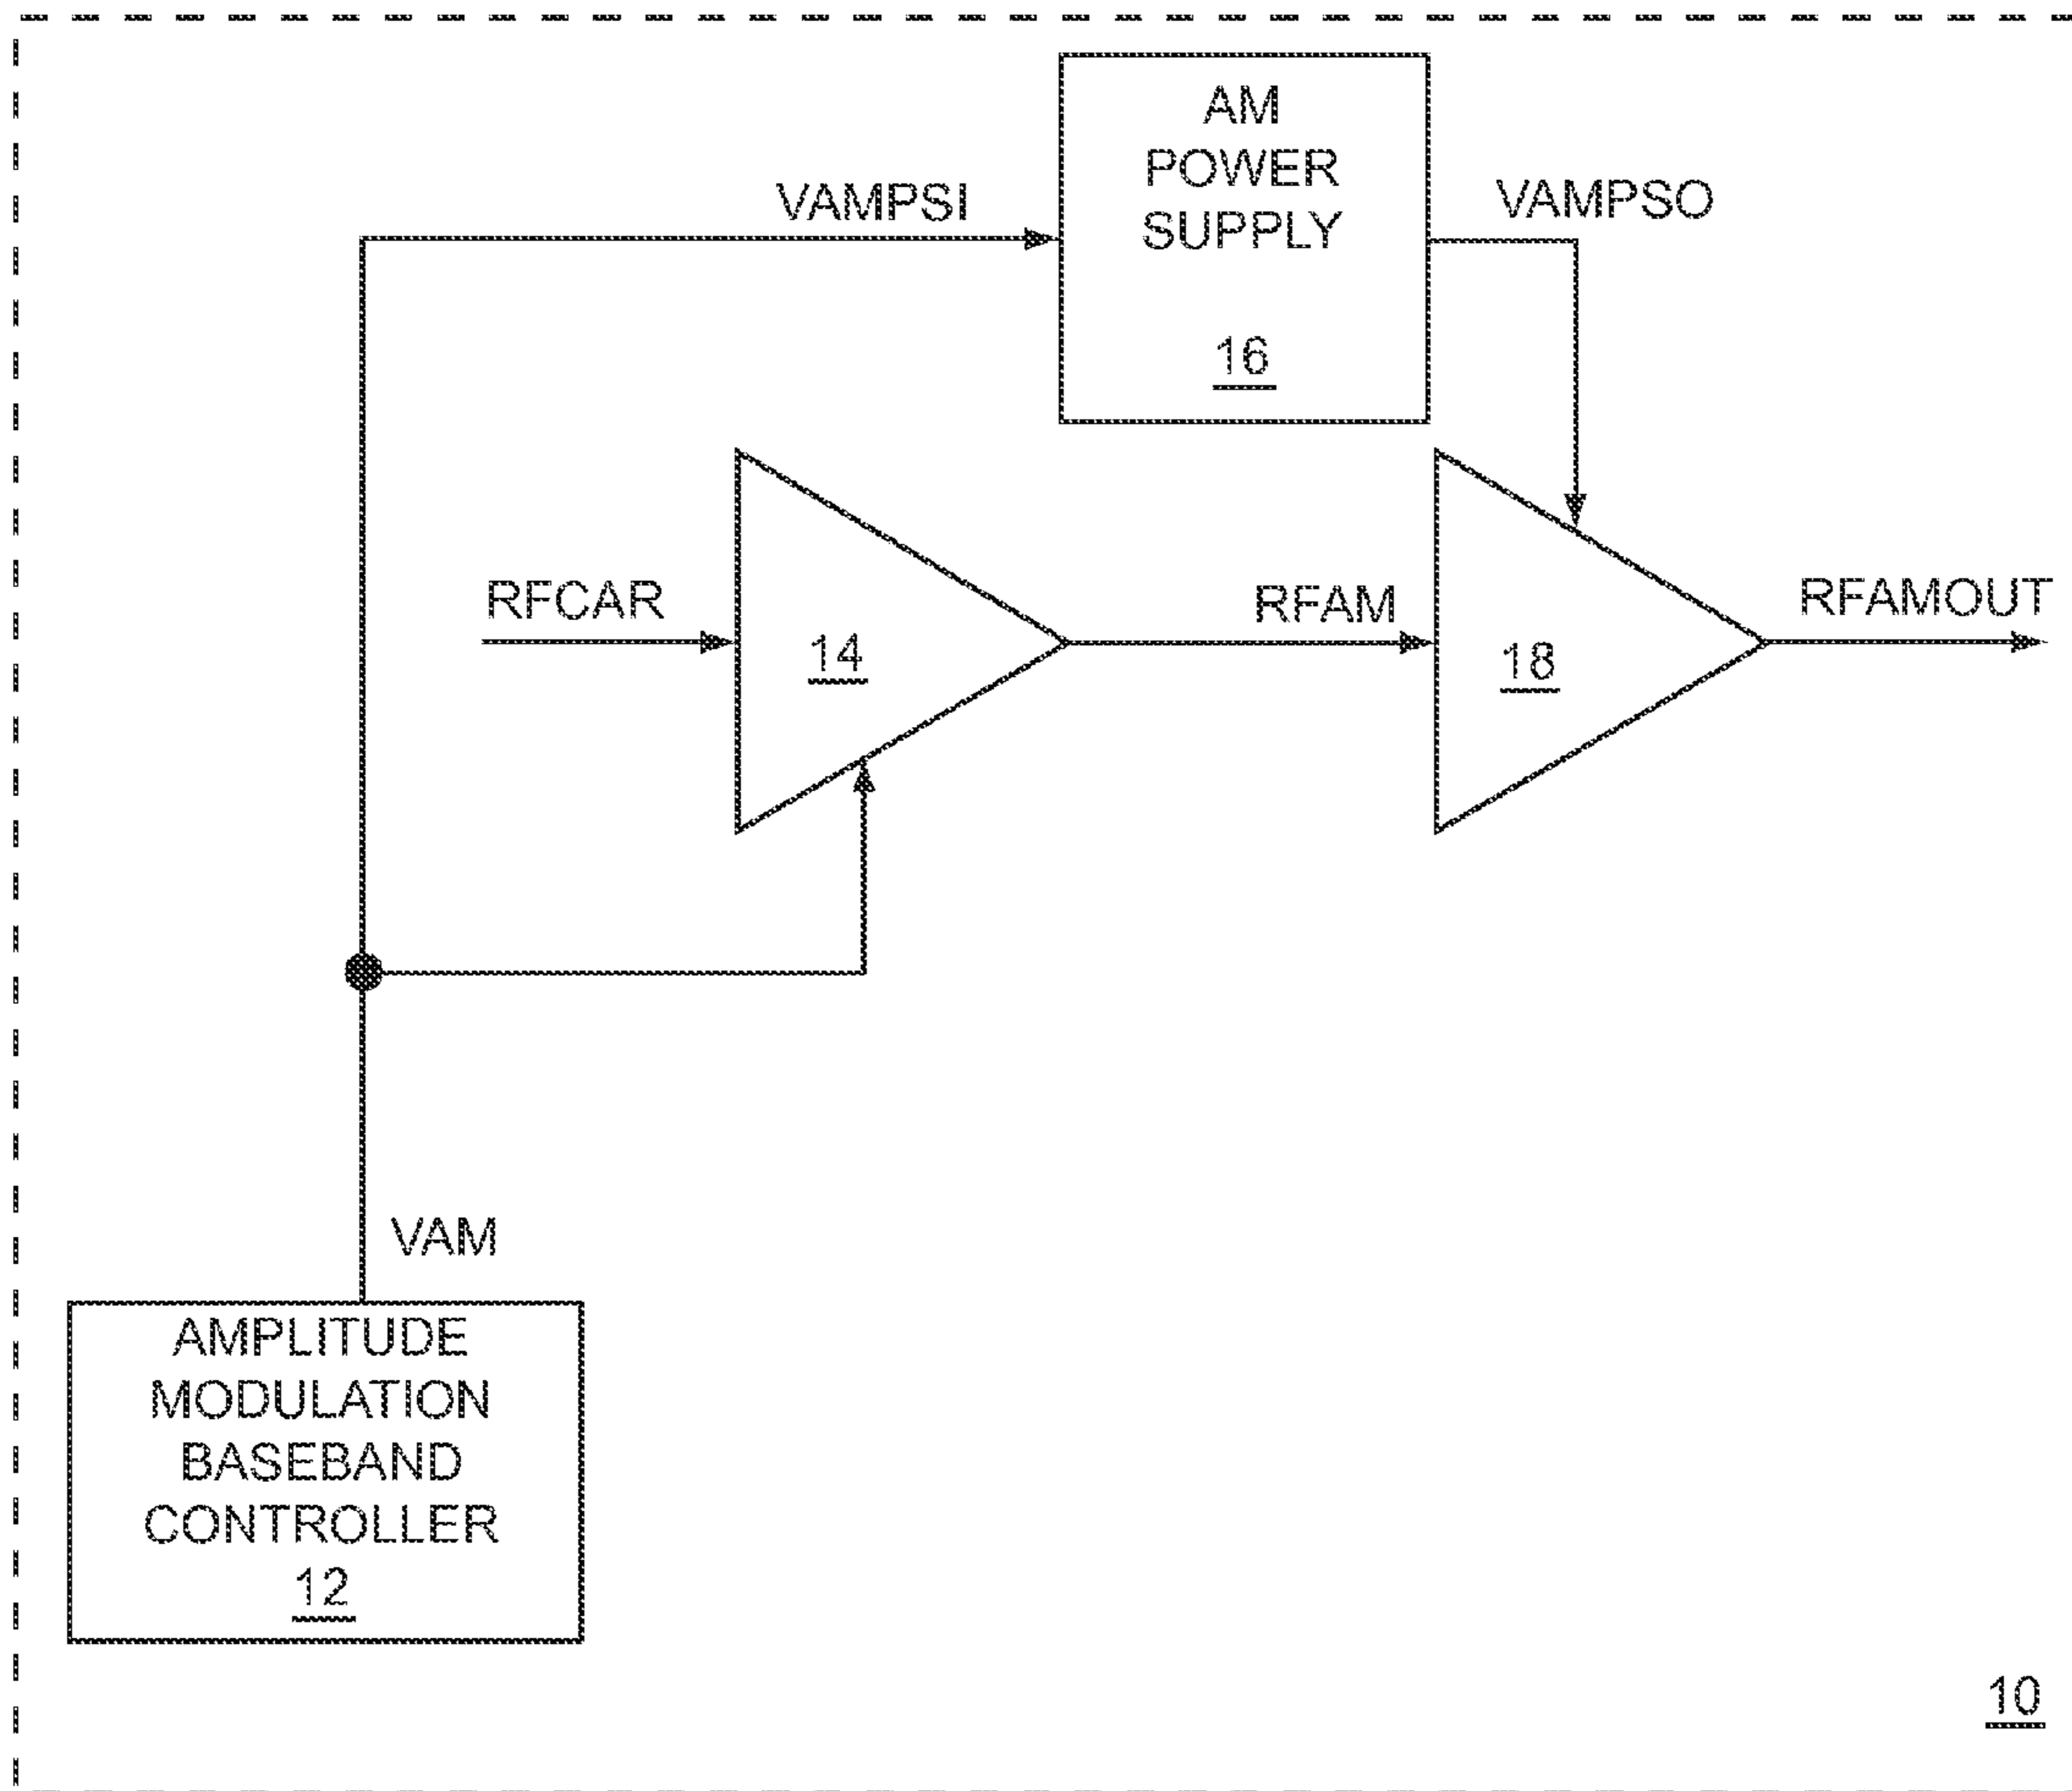 AM
POWER
SUPPLY
16
VAMPSI
VAMPSO
RFCAR
14
RFAM
18
RFAMOUT
VAM
AMPLITUDE
MODULATION
BASEBAND
CONTROLLER
12
10